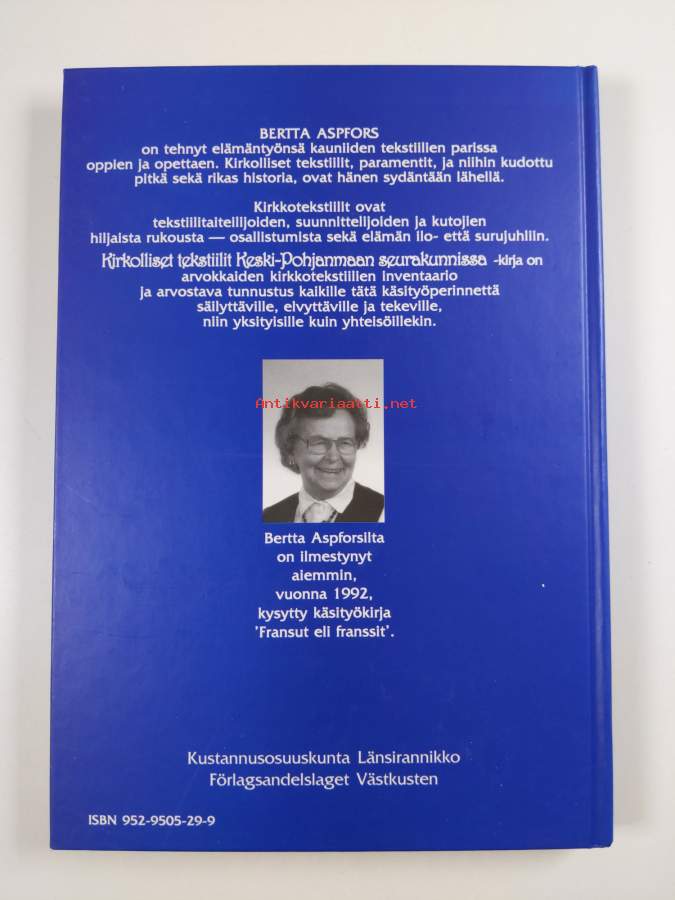 BERTTA ASPFORS
on tehnyt elämäntyönsä kauniiden tekstiilien parissa
oppien ja opettaen. Kirkolliset tekstiilit, paramentit, ja niihin kudottu
pitkä sekä rikas historia, ovat hänen sydäntään lähellä.
Kirkkotekstiilit ovat
tekstiilitaiteilijoiden, suunnittelijoiden ja kutojien
hiljaista rukousta — osallistumista sekä elämän ilo- että surujuhliin.
Kirkolliset tekstiilit Keski-Pohjanmaan seurakunnissa -kirja on
arvokkaiden kirkkotekstiilien inventaario
ja arvostava tunnustus kaikille tätä käsityöperinnettä
säilyttäville, elvyttäville ja tekeville,
niin yksityisille kuin yhteisöillekin.
Antikvariaatti.net
Bertta Aspforsilta
on ilmestynyt
aiemmin,
vuonna 1992,
kysytty käsityökirja
'Fransut eli franssit'.
Kustannusosuuskunta Länsirannikko
Förlagsandelslaget Västkusten
ISBN 952-9505-29-9